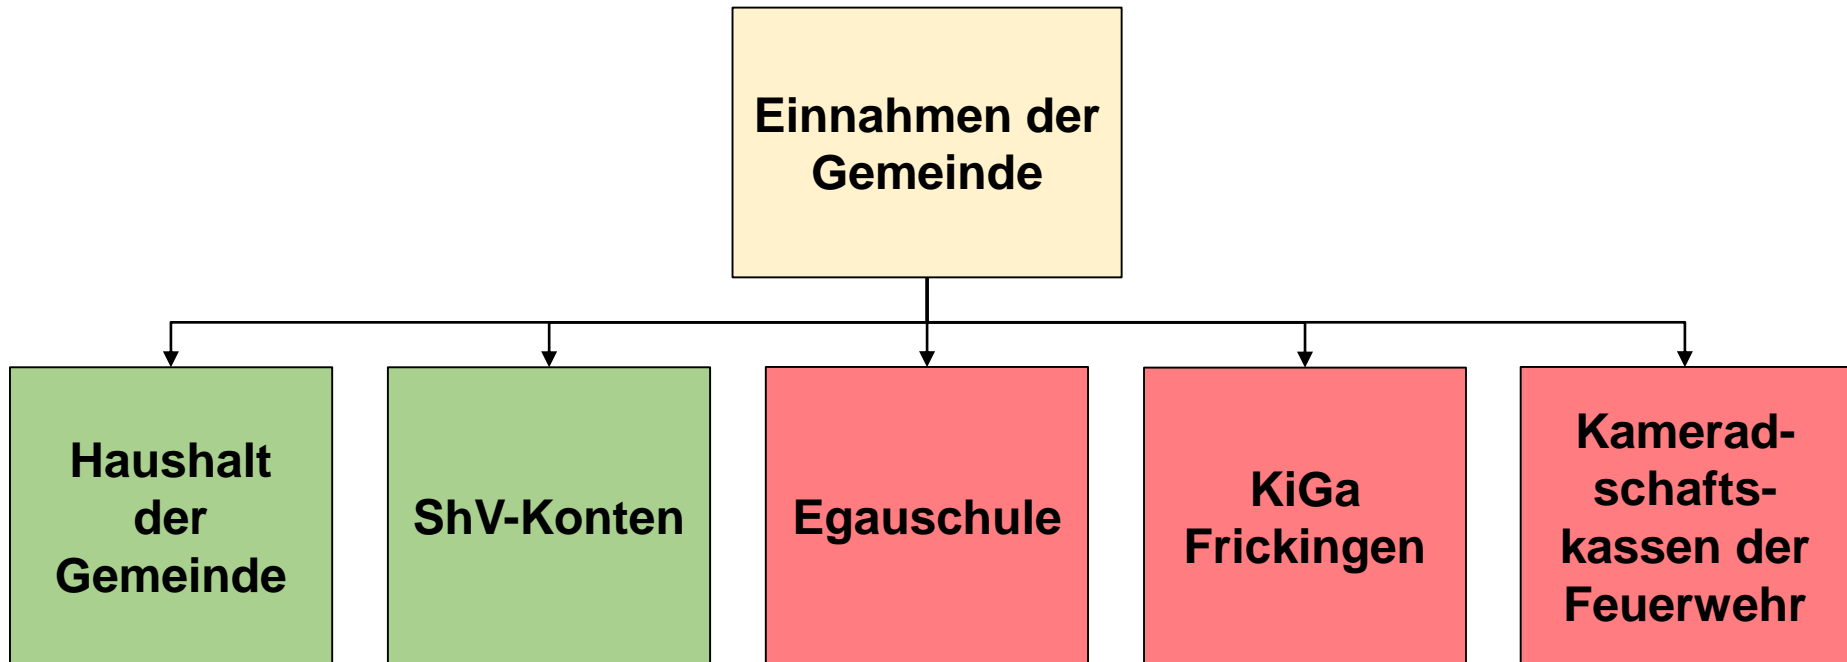 Einnahmen der
Gemeinde
Haushalt
der
Gemeinde
ShV-Konten
Egauschule
KiGa
Frickingen
Kamerad-
schafts-
kassen der
Feuerwehr